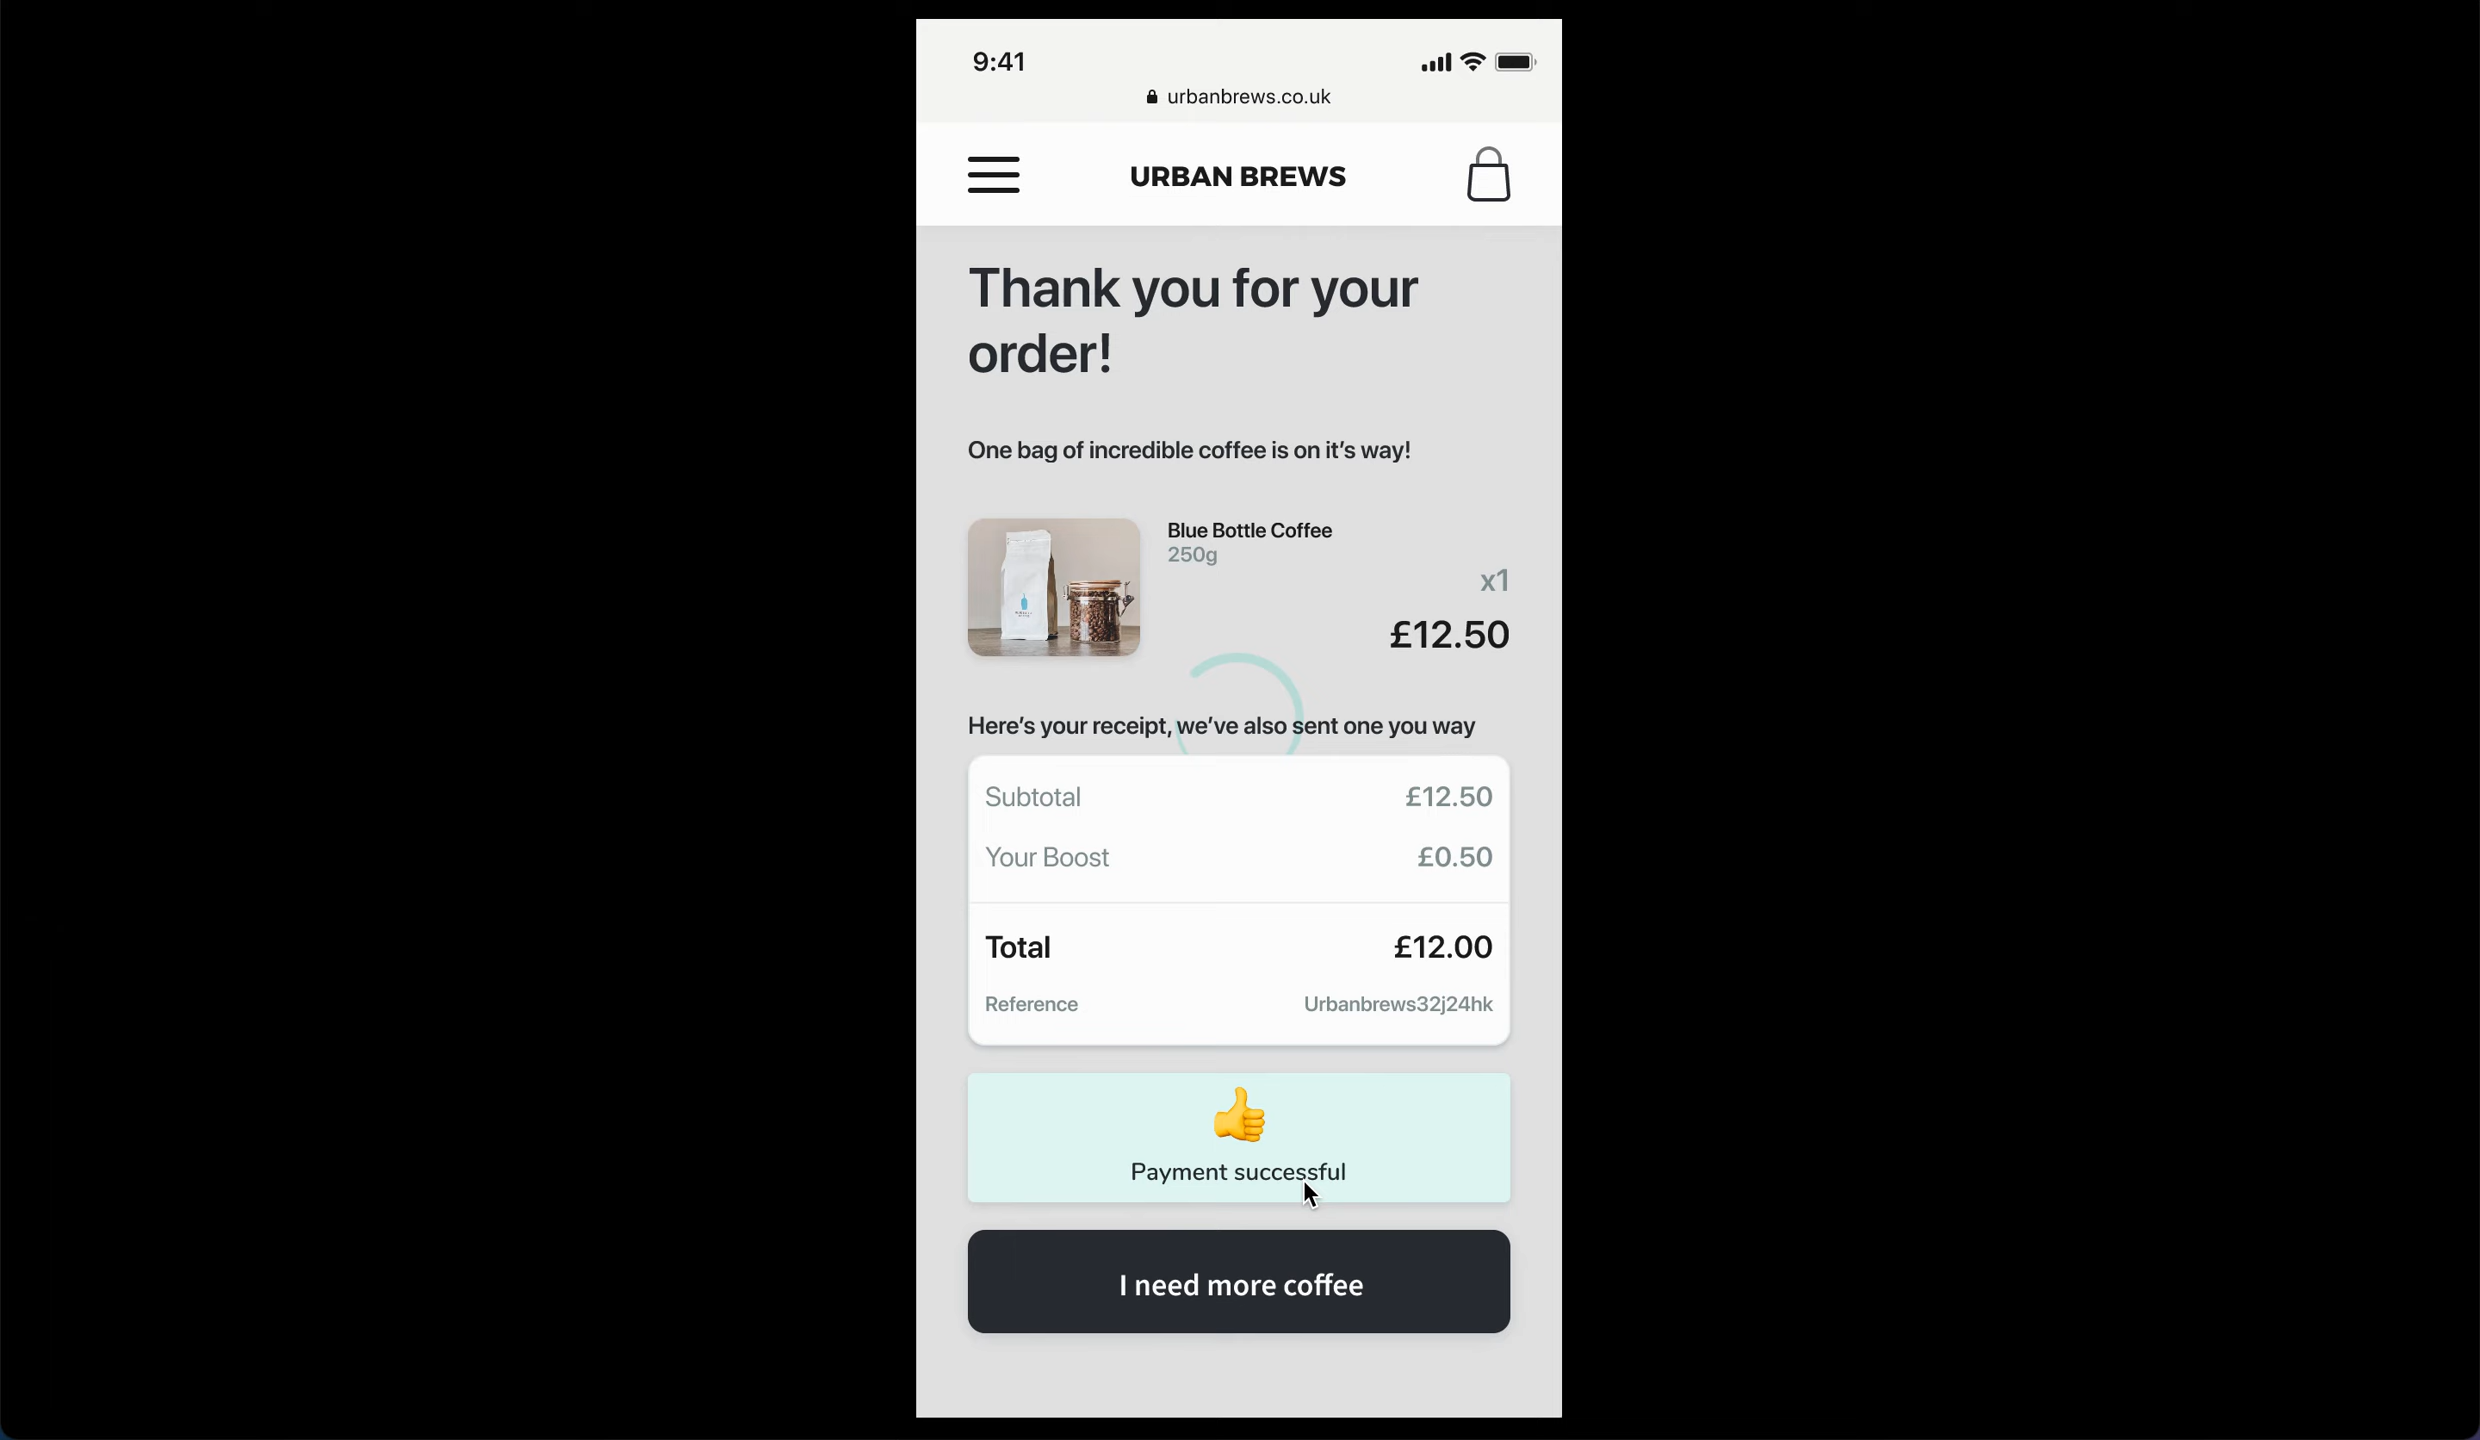 9:41
urbanbrews.co.uk
URBAN BREWS
Thank you for your
order!
One bag of incredible coffee is on it’s way!
Blue Bottle Coffee
250g
x1
£12.50
Here’s your receipt, we’ve also sent one you way
Subtotal £12.50
Your Boost £0.50
Total £12.00
Reference Urbanbrews32j24hk
👍
Payment successful
I need more coffee